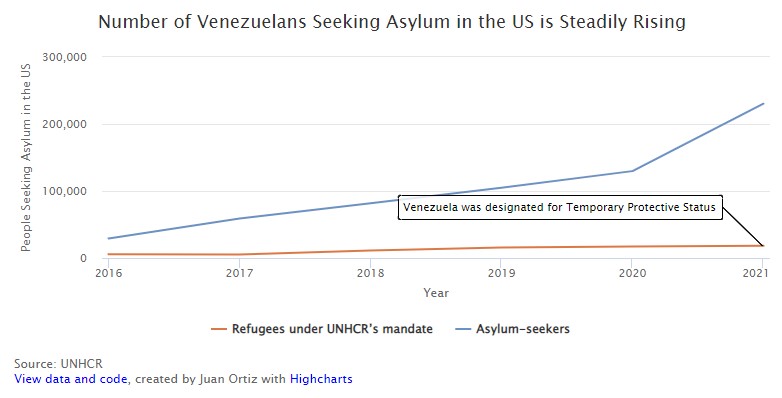 Number of Venezuelans Seeking Asylum in the US is Steadily Rising
People Seeking Asylum in the US
300,000
200,000
100,000
0
Venezuela was designated for Temporary Protective Status
2016 2017 2018 2019 2020 2021
Year
Refugees under UNHCR's mandate Asylum-seekers
Source: UNHCR
View data and code, created by Juan Ortiz with Highcharts